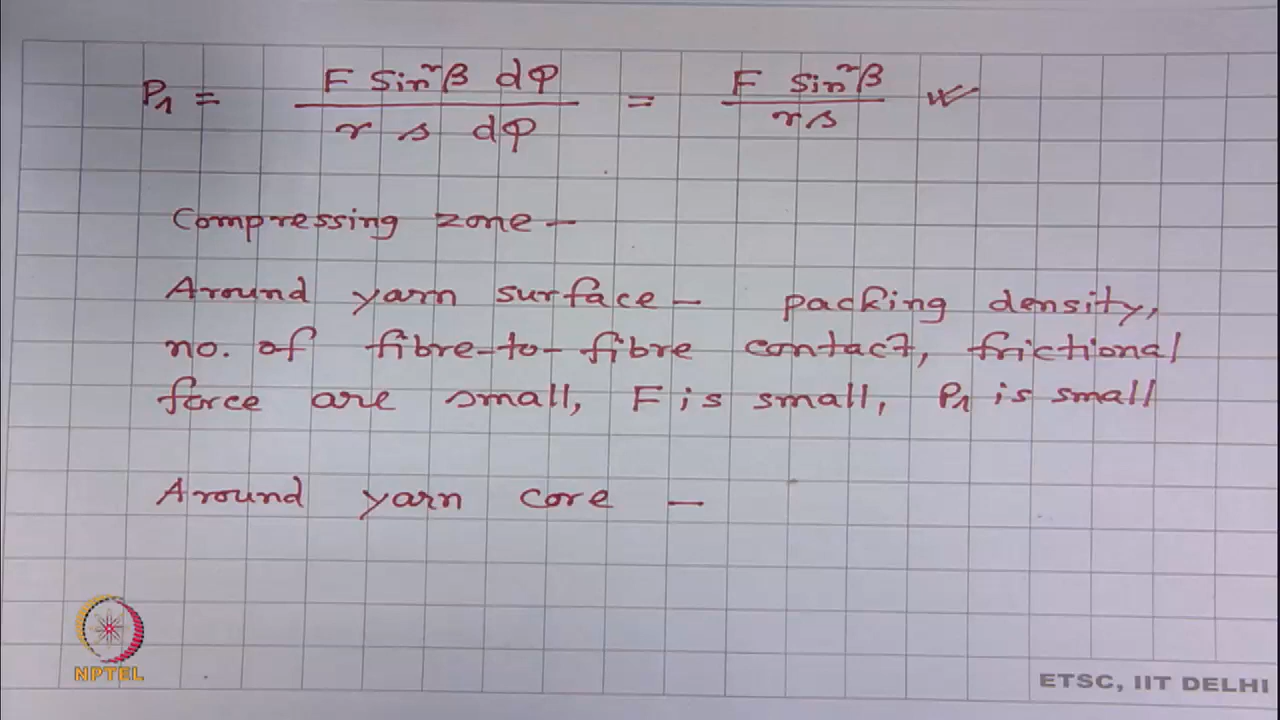 P₁ = F Sin²β dφ / r s dφ = F Sin²β / r s
Compressing zone –
Around yarn surface – packing density,
no. of fibre-to-fibre contact, frictional
force are small, F is small, P₁ is small
Around yarn core –
NPTEL
ETSC, IIT DELHI